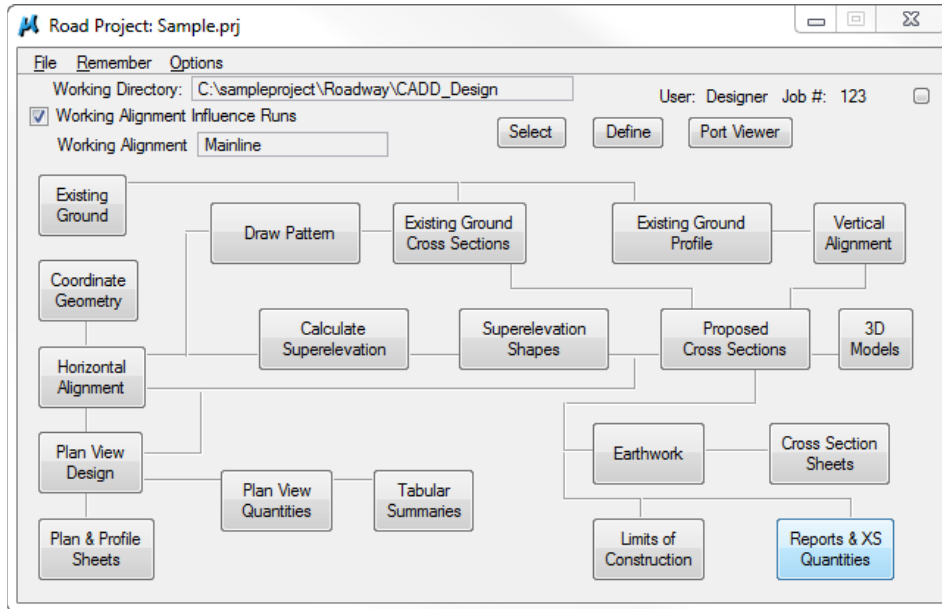 Road Project: Sample.prj
File Remember Options
Working Directory: C:\sampleproject\Roadway\CADD_Design
User: Designer Job #: 123
Working Alignment Influence Runs
Select Define Port Viewer
Working Alignment Mainline
Existing
Ground
Draw Pattern
Existing Ground
Cross Sections
Existing Ground
Profile
Vertical
Alignment
Coordinate
Geometry
Calculate
Superelevation
Superelevation
Shapes
Proposed
Cross Sections
3D
Models
Horizontal
Alignment
Plan View
Design
Earthwork
Cross Section
Sheets
Plan View
Quantities
Tabular
Summaries
Plan & Profile
Sheets
Limits of
Construction
Reports & XS
Quantities